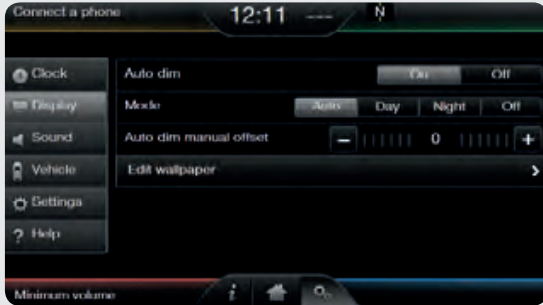 Connect a phone 12:11 --- N
Clock
Auto dim On Off
Display
Mode Auto Day Night Off
Sound
Auto dim manual offset − 0 +
Vehicle
Edit wallpaper
Settings
? Help
Minimum volume i